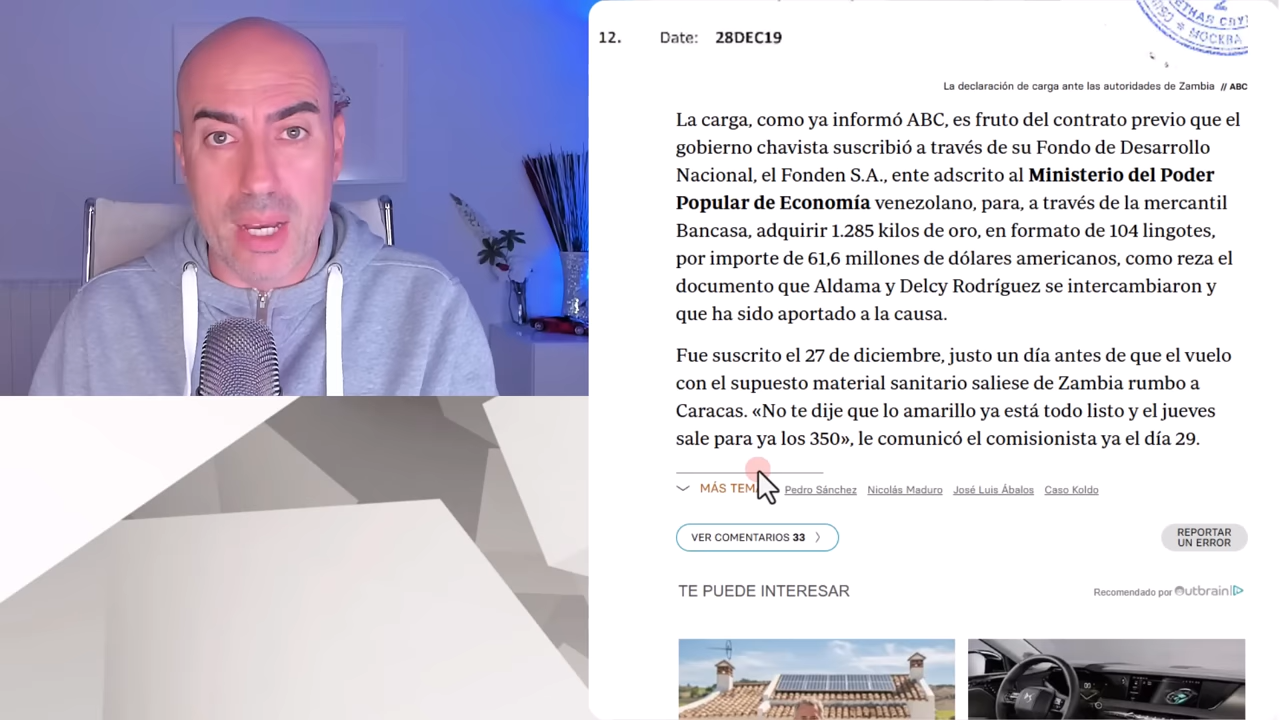 12. Date: 28DEC19
МОСКВА
La declaración de carga ante las autoridades de Zambia // ABC
La carga, como ya informó ABC, es fruto del contrato previo que el
gobierno chavista suscribió a través de su Fondo de Desarrollo
Nacional, el Fonden S.A., ente adscrito al Ministerio del Poder
Popular de Economía venezolano, para, a través de la mercantil
Bancasa, adquirir 1.285 kilos de oro, en formato de 104 lingotes,
por importe de 61,6 millones de dólares americanos, como reza el
documento que Aldama y Delcy Rodríguez se intercambiaron y
que ha sido aportado a la causa.
Fue suscrito el 27 de diciembre, justo un día antes de que el vuelo
con el supuesto material sanitario saliese de Zambia rumbo a
Caracas. «No te dije que lo amarillo ya está todo listo y el jueves
sale para ya los 350», le comunicó el comisionista ya el día 29.
MÁS TEM Pedro Sánchez Nicolás Maduro José Luis Ábalos Caso Koldo
VER COMENTARIOS 33
REPORTAR
UN ERROR
TE PUEDE INTERESAR
Recomendado por Outbrain